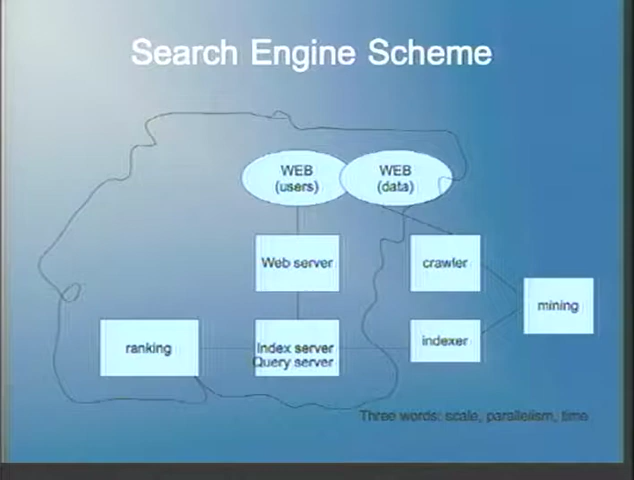 Search Engine Scheme
WEB
(users)
WEB
(data)
Web server
crawler
mining
ranking
Index server
Query server
indexer
Three words: scale, parallelism, time